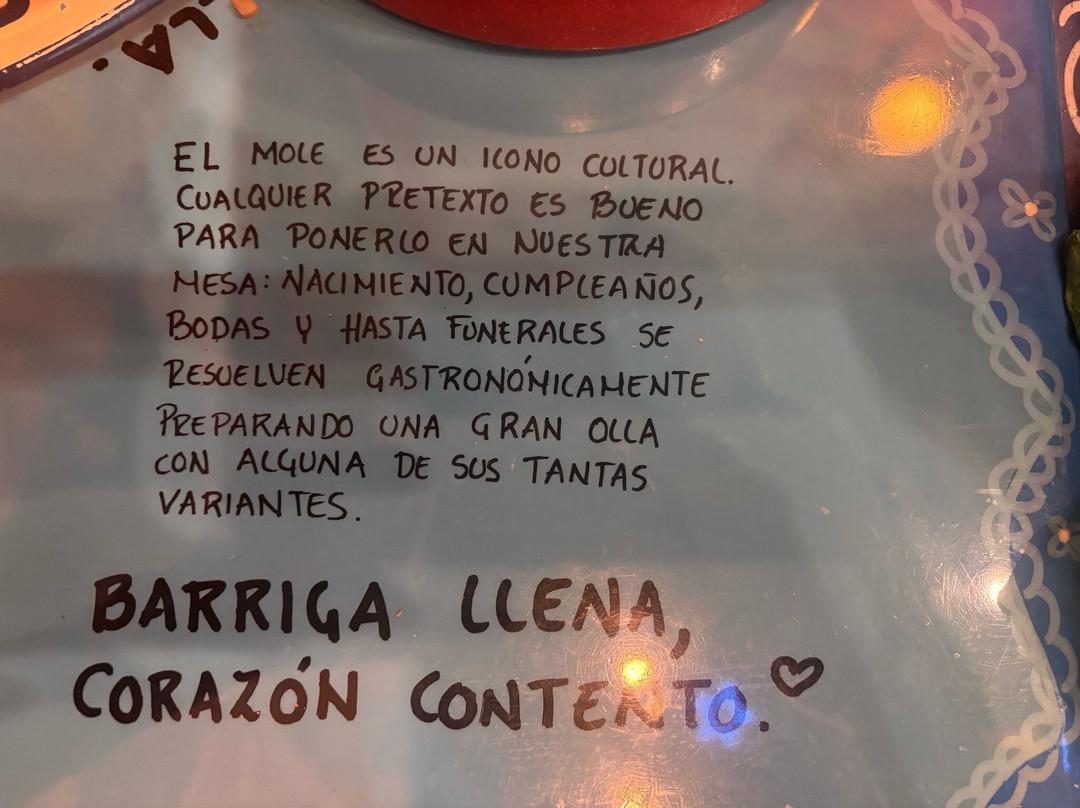 LA.
EL MOLE ES UN ICONO CULTURAL.
CUALQUIER PRETEXTO ES BUENO
PARA PONERLO EN NUESTRA
MESA: NACIMIENTO, CUMPLEAÑOS,
BODAS Y HASTA FUNERALES SE
RESUELVEN GASTRONÓMICAMENTE
PREPARANDO UNA GRAN OLLA
CON ALGUNA DE SUS TANTAS
VARIANTES.
BARRIGA LLENA,
CORAZÓN CONTENTO.